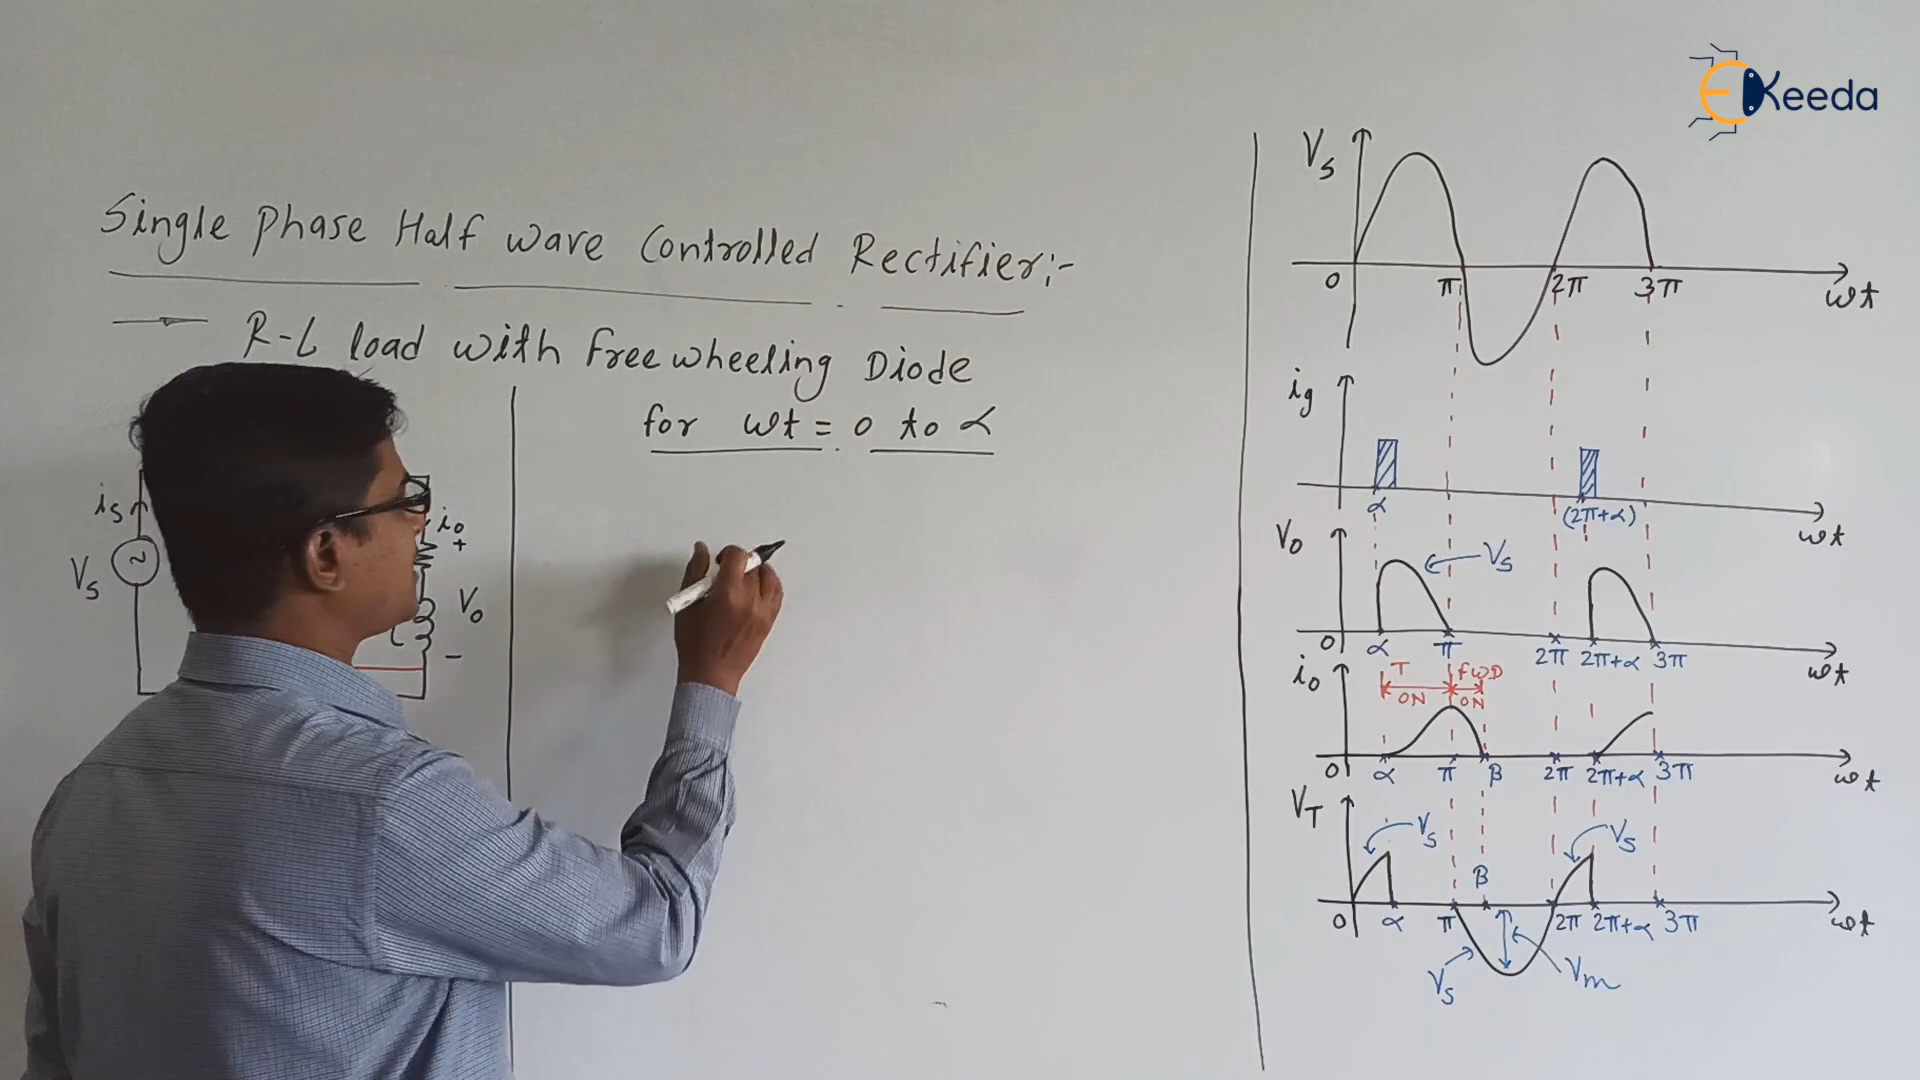 EKeeda
Single Phase Half wave Controlled Rectifier:-
R-L load with freewheeling Diode
for ωt = 0 to α
is
Vs
~
io
+
Vo
L
-
Vs
0 π 2π 3π ωt
ig
α (2π+α) ωt
Vo
Vs
0 α π 2π 2π+α 3π ωt
io
T FWD
ON ON
0 α π β 2π 2π+α 3π ωt
VT
Vs Vs
β
0 α π 2π 2π+α 3π ωt
Vs Vm